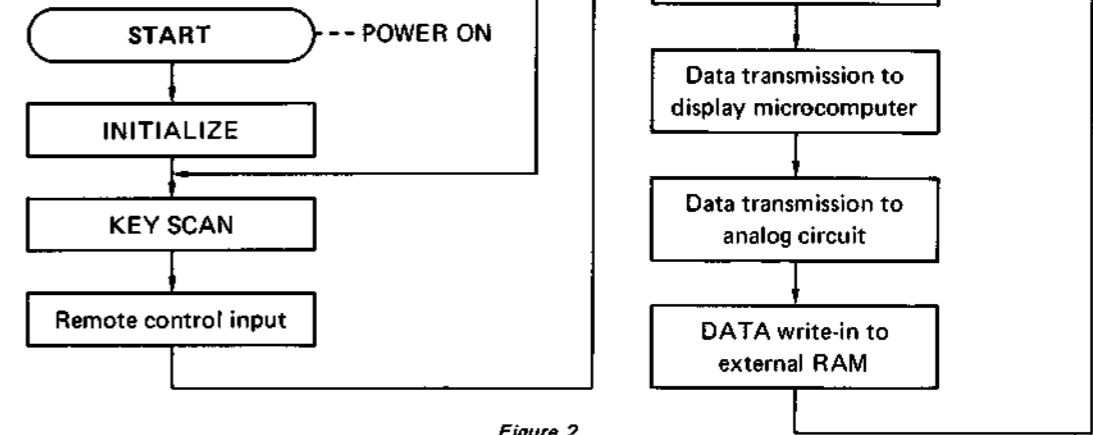 START
POWER ON
INITIALIZE
KEY SCAN
Remote control input
Data transmission to
display microcomputer
Data transmission to
analog circuit
DATA write-in to
external RAM
Figure 2